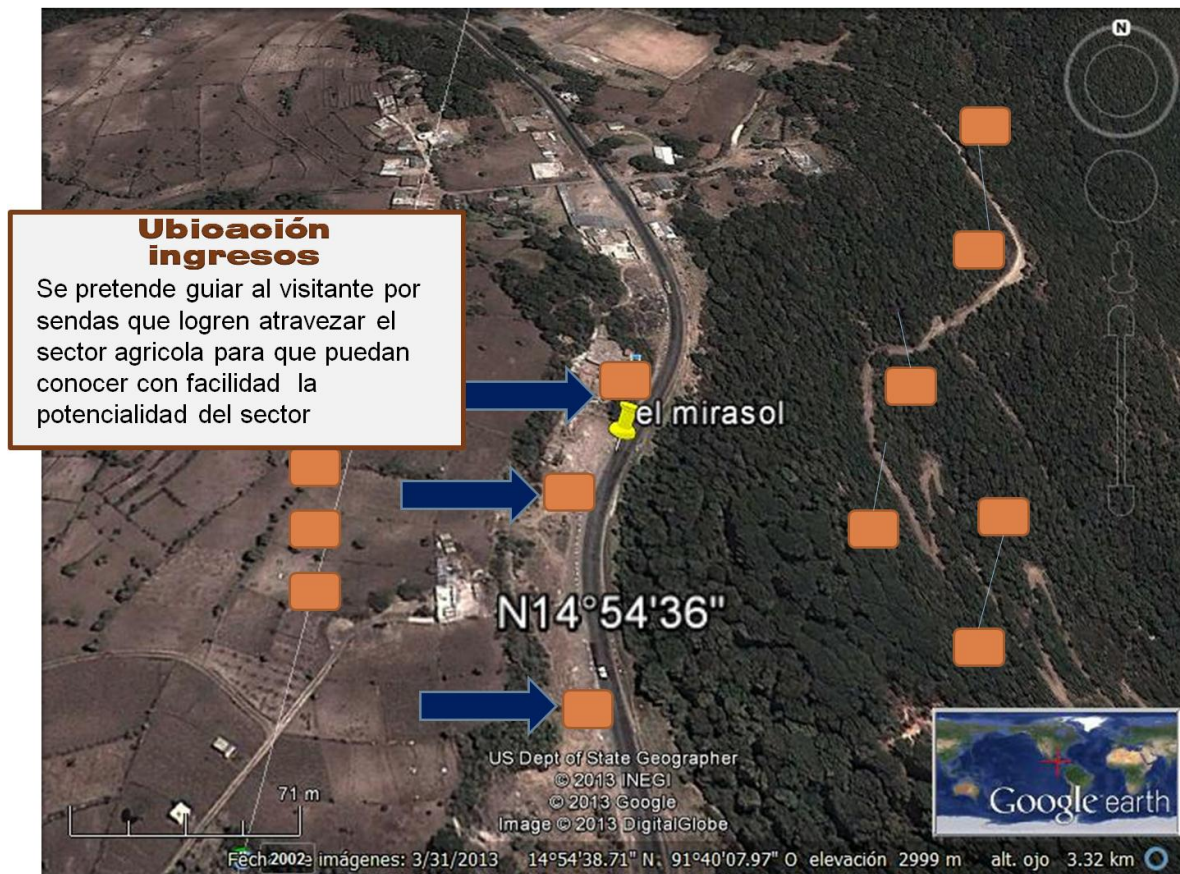 N
Ubicación
ingresos
Se pretende guiar al visitante por
sendas que logren atravezar el
sector agricola para que puedan
conocer con facilidad la
potencialidad del sector
el mirasol
N14°54'36"
US Dept of State Geographer
© 2013 INEGI
© 2013 Google
Image © 2013 DigitalGlobe
71 m
Google earth
2002
imágenes: 3/31/2013 14°54'38.71" N 91°40'07.97" O elevación 2999 m alt. ojo 3.32 km